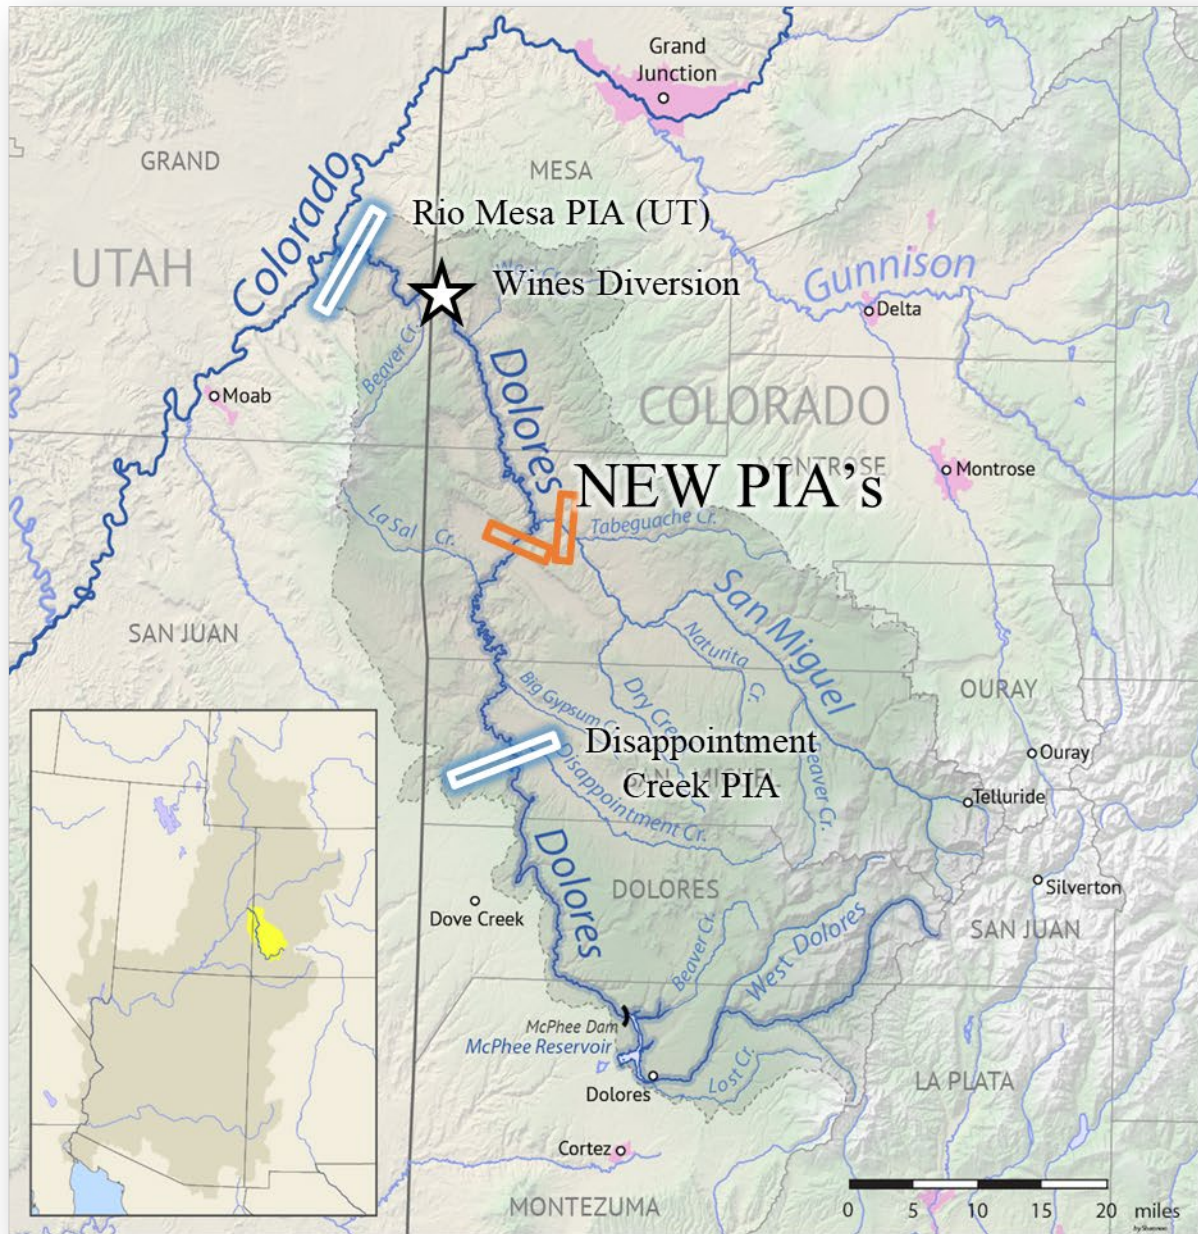 Grand
Junction
GRAND
MESA
Colorado
Rio Mesa PIA (UT)
UTAH
Wines Diversion
Gunnison
Delta
Beaver Cr.
Dolores
Moab
COLORADO
NEW PIA's
MONTROSE
Montrose
La Sal Cr.
Tabeguache Cr.
San Miguel
SAN JUAN
Naturita Cr.
OURAY
Big Gypsum Cr.
Dry Creek
Disappointment
Creek PIA
SAN MIGUEL
Ouray
Telluride
Disappointment Cr.
Beaver Cr.
Dolores
DOLORES
Silverton
Dove Creek
SAN JUAN
West Dolores
Beaver Cr.
McPhee Dam
McPhee Reservoir
Lost Cr.
LA PLATA
Dolores
Cortez
MONTEZUMA
0 5 10 15 20 miles